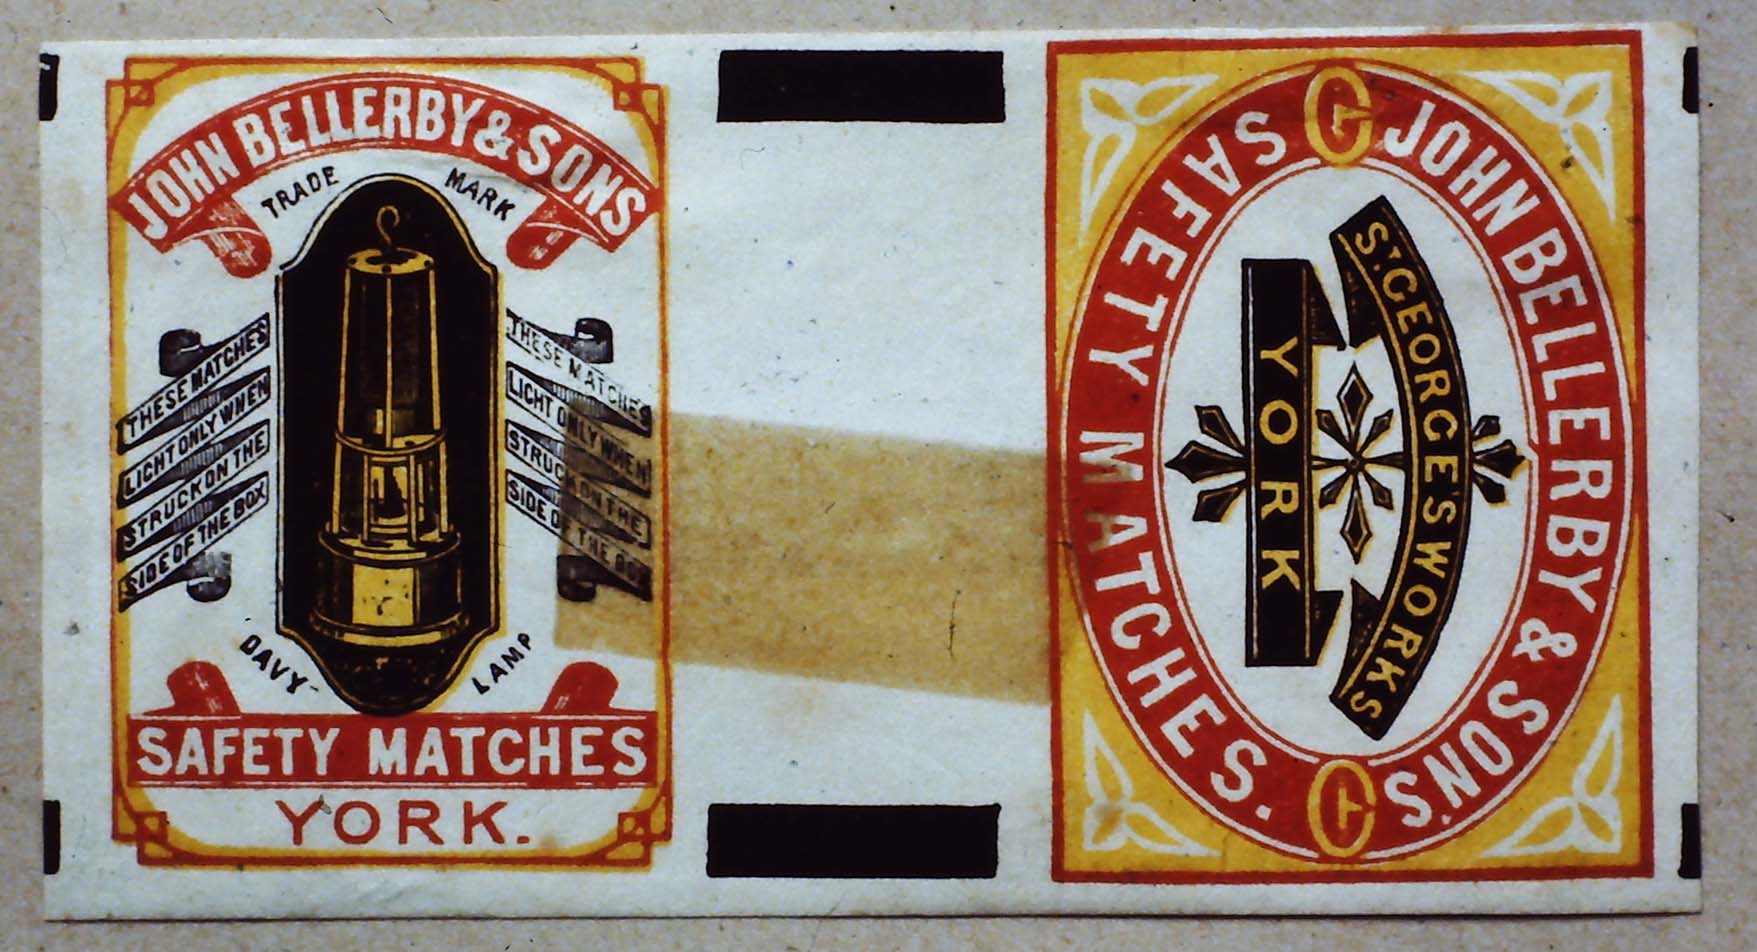 JOHN BELLERBY & SONS
TRADE MARK
THESE MATCHES
LIGHT ONLY WHEN
STRUCK ON THE
SIDE OF THE BOX
THESE MATCHES
LIGHT ONLY WHEN
STRUCK ON THE
SIDE OF THE BOX
DAVY LAMP
SAFETY MATCHES
YORK.
JOHN BELLERBY & SONS.
ST GEORGES WORKS
YORK
SAFETY MATCHES.